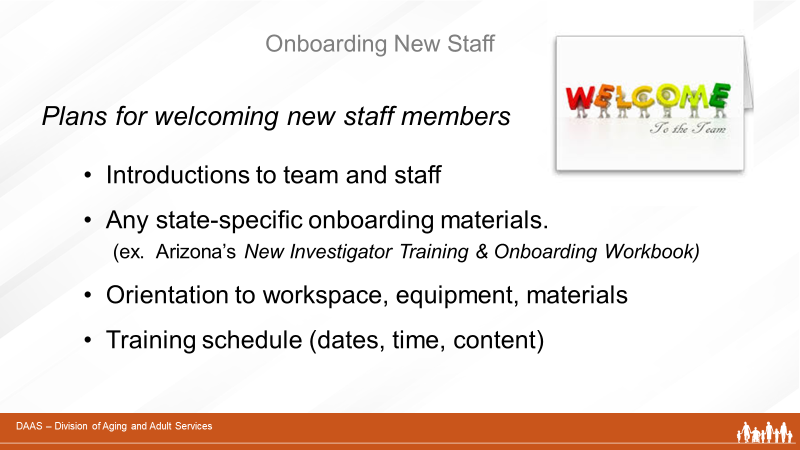 Onboarding New Staff
WELCOME
To the Team
Plans for welcoming new staff members
• Introductions to team and staff
• Any state-specific onboarding materials.
(ex. Arizona’s New Investigator Training & Onboarding Workbook)
• Orientation to workspace, equipment, materials
• Training schedule (dates, time, content)
DAAS – Division of Aging and Adult Services